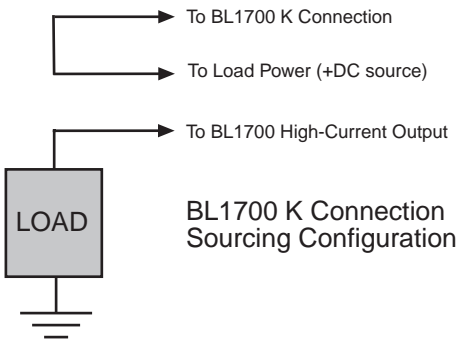 To BL1700 K Connection
To Load Power (+DC source)
To BL1700 High-Current Output
LOAD
BL1700 K Connection
Sourcing Configuration